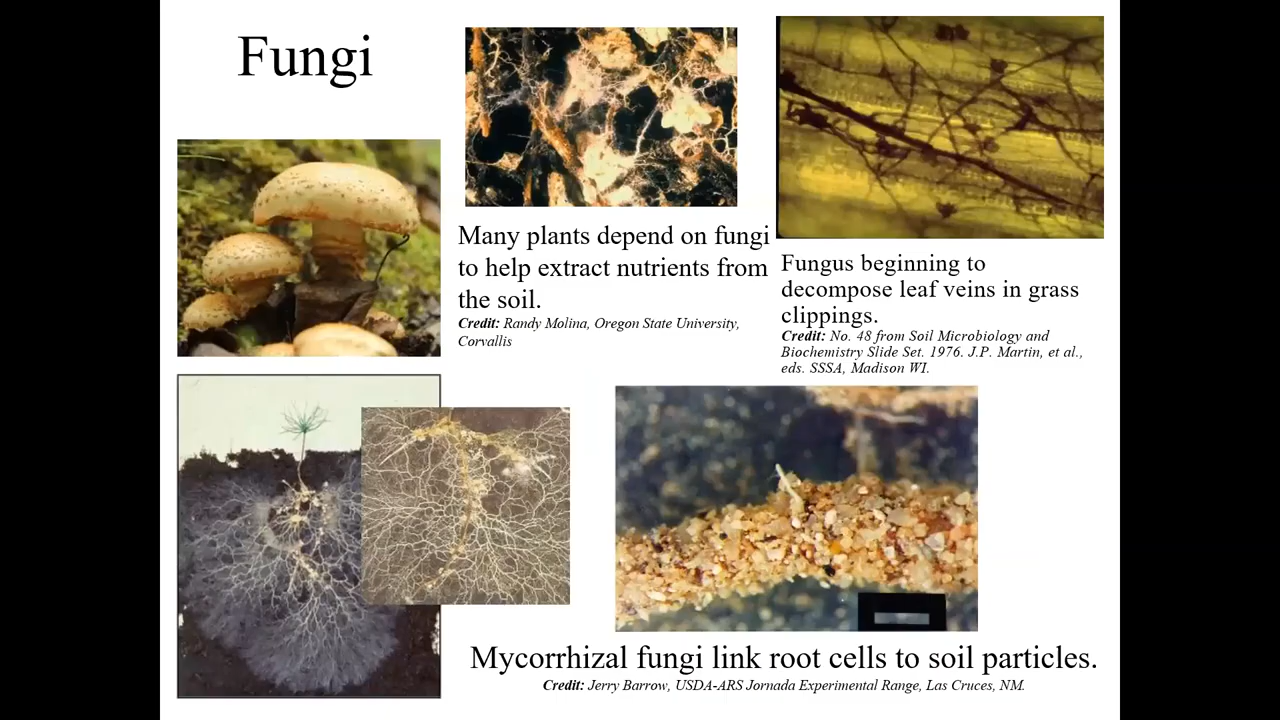 Fungi
Many plants depend on fungi
to help extract nutrients from
the soil.
Credit: Randy Molina, Oregon State University,
Corvallis
Fungus beginning to
decompose leaf veins in grass
clippings.
Credit: No. 48 from Soil Microbiology and
Biochemistry Slide Set. 1976. J.P. Martin, et al.,
eds. SSSA, Madison WI.
Mycorrhizal fungi link root cells to soil particles.
Credit: Jerry Barrow, USDA-ARS Jornada Experimental Range, Las Cruces, NM.